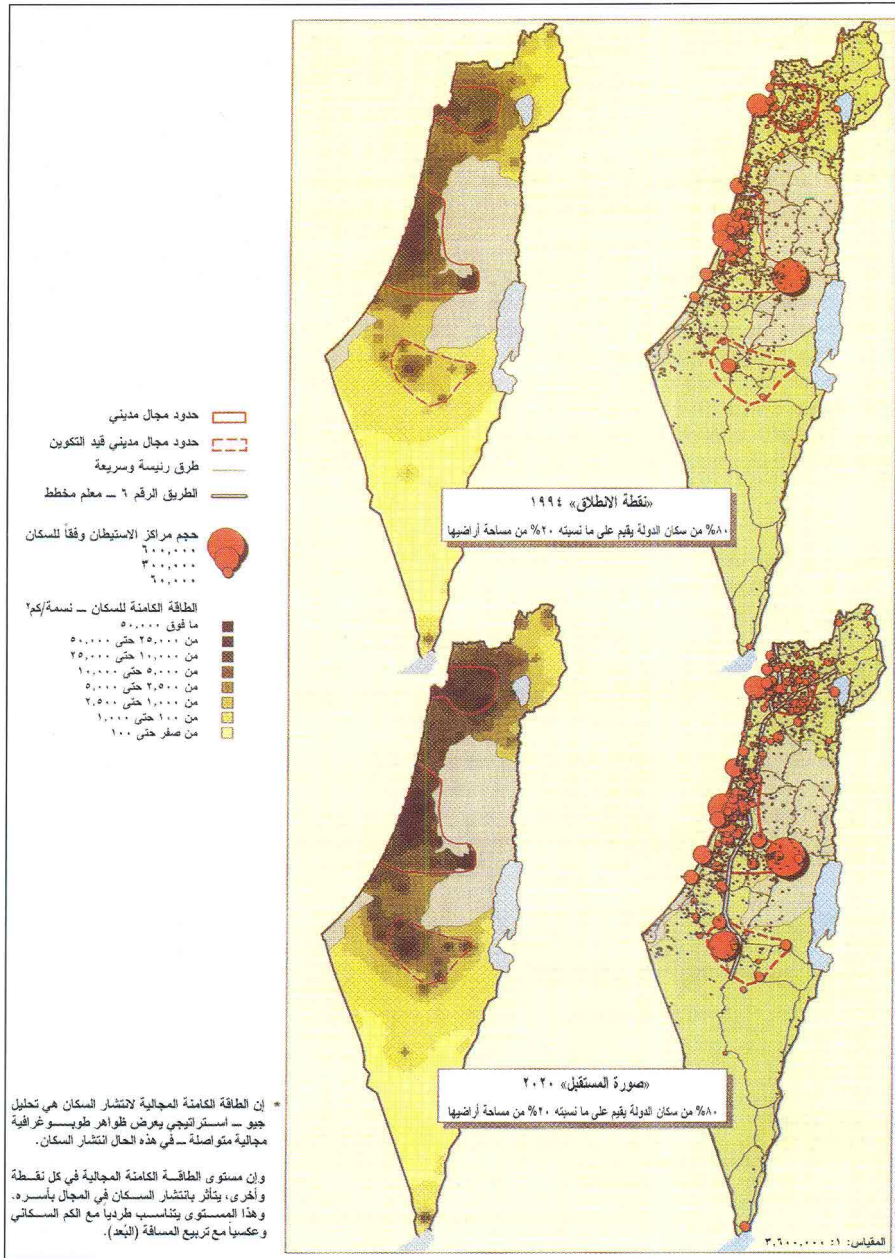 حدود مجال مديني
حدود مجال مديني قيد التكوين
طرق رئيسة وسريعة
الطريق الرقم ٦ ــ معلم مخطط
حجم مراكز الاستيطان وفقاً للسكان
٦٠٠,٠٠٠
٣٠٠,٠٠٠
٦٠,٠٠٠
الطاقة الكامنة للسكان ــ نسمة/كم٢
ما فوق ٥٠,٠٠٠
من ٢٥,٠٠٠ حتى ٥٠,٠٠٠
من ١٠,٠٠٠ حتى ٢٥,٠٠٠
من ٥,٠٠٠ حتى ١٠,٠٠٠
من ٢,٥٠٠ حتى ٥,٠٠٠
من ١,٠٠٠ حتى ٢,٥٠٠
من ١٠٠ حتى ١,٠٠٠
من صفر حتى ١٠٠
«نقطة الانطلاق» ١٩٩٤
٨٠% من سكان الدولة يقيم على ما نسبته ٢٠% من مساحة أراضيها
«صورة المستقبل» ٢٠٢٠
٨٠% من سكان الدولة يقيم على ما نسبته ٢٠% من مساحة أراضيها
* إن الطاقة الكامنة المجالية لانتشار السكان هي تحليل
جيو ــ استراتيجي يعرض ظواهر طوبوغرافية
مجالية متواصلة ــ في هذه الحال انتشار السكان.
وإن مستوى الطاقة الكامنة المجالية في كل نقطة
وأخرى، يتأثر بانتشار السكان في المجال بأسره.
وهذا المستوى يتناسب طردياً مع الكم السكاني
وعكسياً مع تربيع المسافة (البُعد).
المقياس: ١: ٣,٦٠٠,٠٠٠